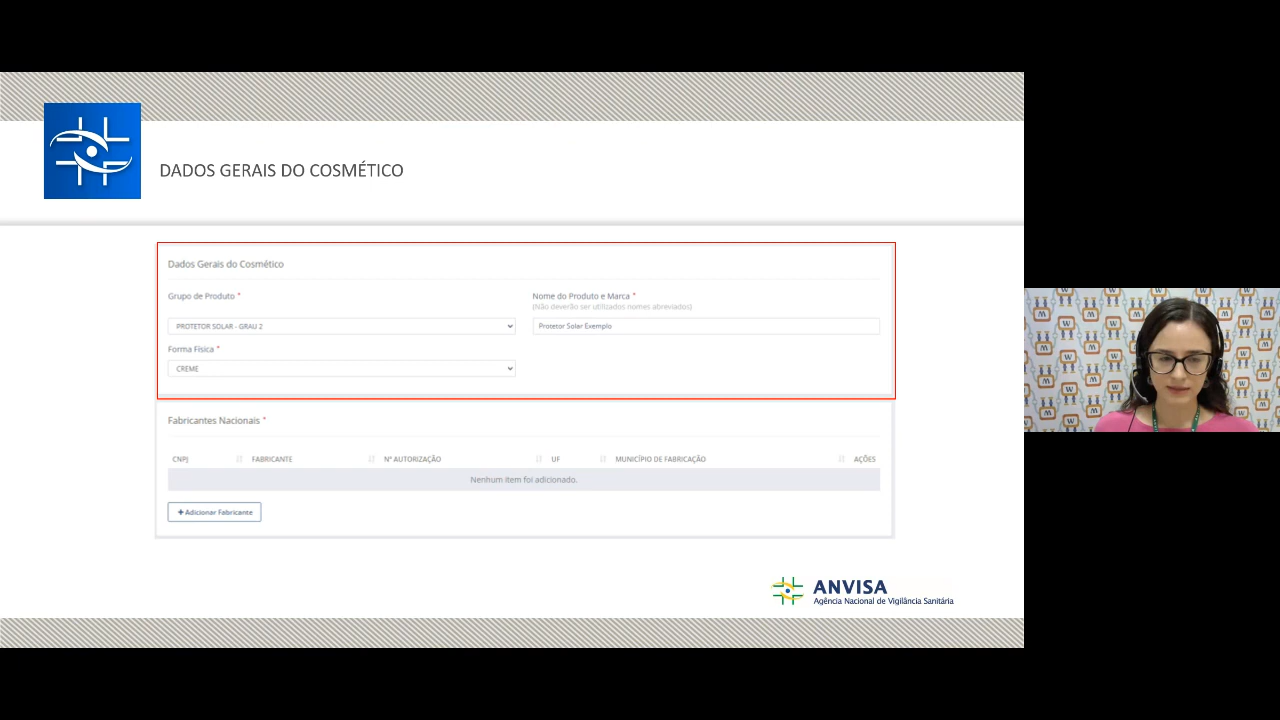 DADOS GERAIS DO COSMÉTICO
Dados Gerais do Cosmético
Grupo de Produto *
PROTETOR SOLAR - GRAU 2
Nome do Produto e Marca *
(Não deverão ser utilizados nomes abreviados)
Protetor Solar Exemplo
Forma Física *
CREME
Fabricantes Nacionais *
CNPJ FABRICANTE Nº AUTORIZAÇÃO UF MUNICÍPIO DE FABRICAÇÃO AÇÕES
Nenhum item foi adicionado.
+ Adicionar Fabricante
ANVISA
Agência Nacional de Vigilância Sanitária